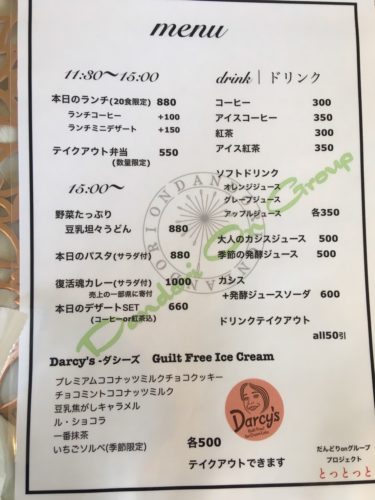 menu
11:30〜15:00
本日のランチ(20食限定) 880
ランチコーヒー +100
ランチミニデザート +150
テイクアウト弁当 550
(数量限定)
15:00〜
野菜たっぷり
豆乳坦々うどん 880
本日のパスタ(サラダ付) 880
復活魂カレー(サラダ付) 1000
売上の一部県に寄付
本日のデザートSET 660
(コーヒーor紅茶込)
drink | ドリンク
コーヒー 300
アイスコーヒー 350
紅茶 300
アイス紅茶 350
ソフトドリンク
オレンジジュース
グレープジュース
アップルジュース 各350
大人のカシスジュース 500
季節の発酵ジュース 500
カシス
+発酵ジュースソーダ 600
ドリンクテイクアウト
all50引
Darcy's -ダシーズ Guilt Free Ice Cream
プレミアムココナッツミルクチョコクッキー
チョコミントココナッツミルク
豆乳焦がしキャラメル
ル・ショコラ
一番抹茶
いちごソルベ(季節限定) 各500
テイクアウトできます
Darcy's
だんどりonグループ
プロジェクト
とっとっと
Dandori On Group